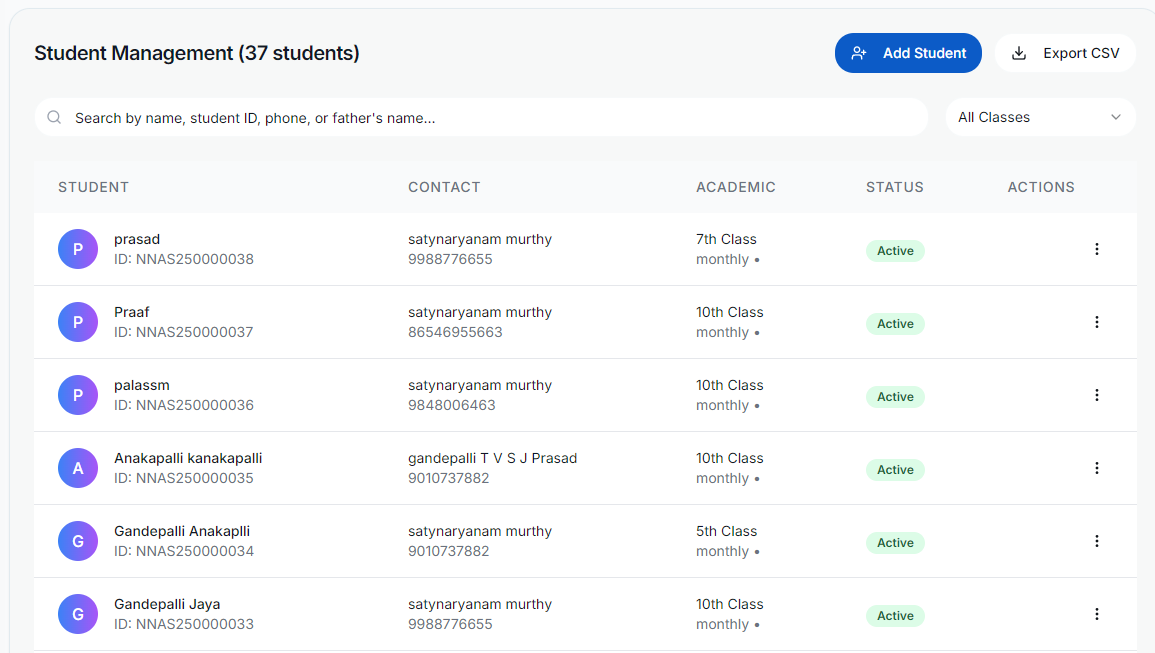 Student Management (37 students)
Add Student
Export CSV
Search by name, student ID, phone, or father's name...
All Classes
STUDENT CONTACT ACADEMIC STATUS ACTIONS
P
prasad satynaryanam murthy 7th Class
ID: NNAS250000038 9988776655 monthly •
Active
P
Praaf satynaryanam murthy 10th Class
ID: NNAS250000037 86546955663 monthly •
Active
P
palassm satynaryanam murthy 10th Class
ID: NNAS250000036 9848006463 monthly •
Active
A
Anakapalli kanakapalli gandepalli T V S J Prasad 10th Class
ID: NNAS250000035 9010737882 monthly •
Active
G
Gandepalli Anakaplli satynaryanam murthy 5th Class
ID: NNAS250000034 9010737882 monthly •
Active
G
Gandepalli Jaya satynaryanam murthy 10th Class
ID: NNAS250000033 9988776655 monthly •
Active